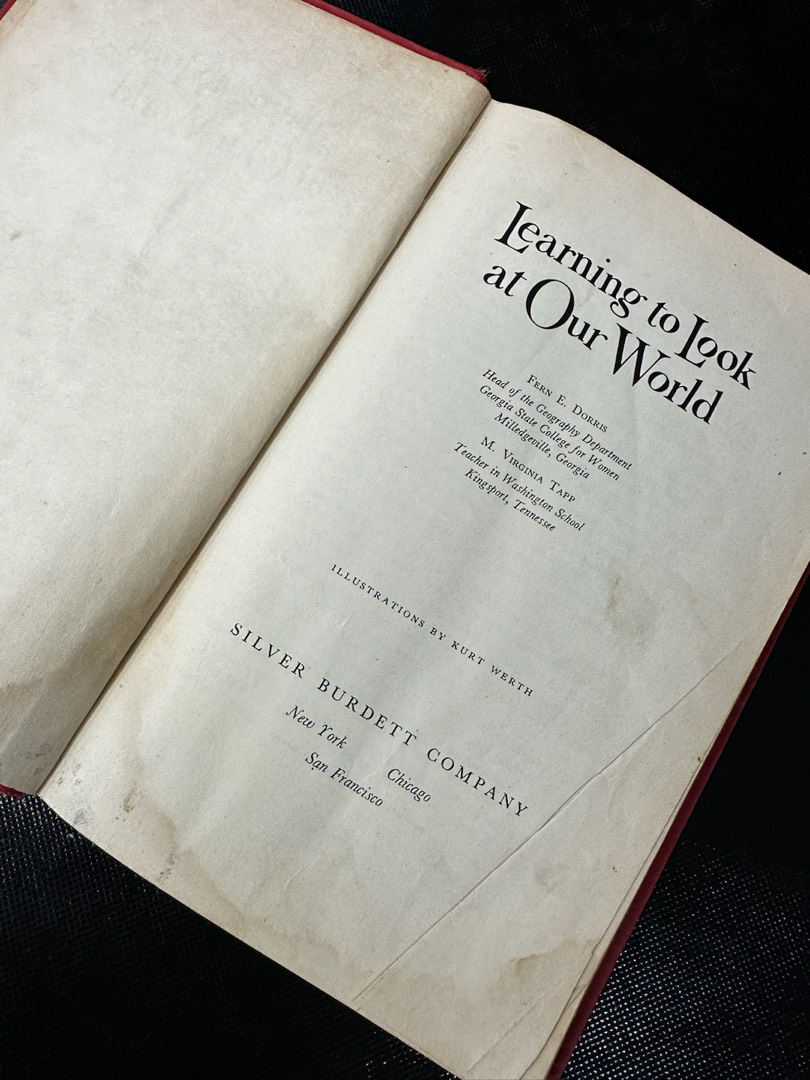 Learning to Look
at Our World
FERN E. DORRIS
Head of the Geography Department
Georgia State College for Women
Milledgeville, Georgia
M. VIRGINIA TAPP
Teacher in Washington School
Kingsport, Tennessee
ILLUSTRATIONS BY KURT WERTH
SILVER BURDETT COMPANY
New York Chicago
San Francisco